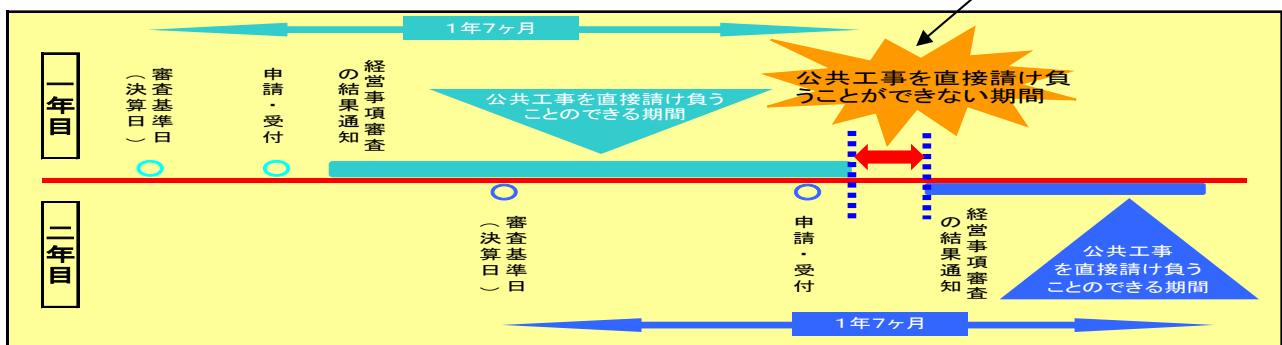 1年7ヶ月
一年目
審査基準日
（決算日）
申請・受付
経営事項審査
の結果通知
公共工事を直接請け負う
ことのできる期間
公共工事を直接請け負
うことができない期間
二年目
審査基準日
（決算日）
申請・受付
経営事項審査
の結果通知
公共工事
を直接請け負う
ことのできる期間
1年7ヶ月